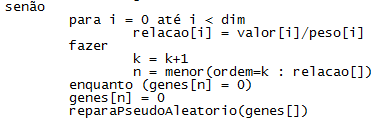 senão
para i = 0 até i < dim
relacao[i] = valor[i]/peso[i]
fazer
k = k+1
n = menor(ordem=k : relacao[])
enquanto (genes[n] = 0)
genes[n] = 0
reparaPseudoAleatorio(genes[])